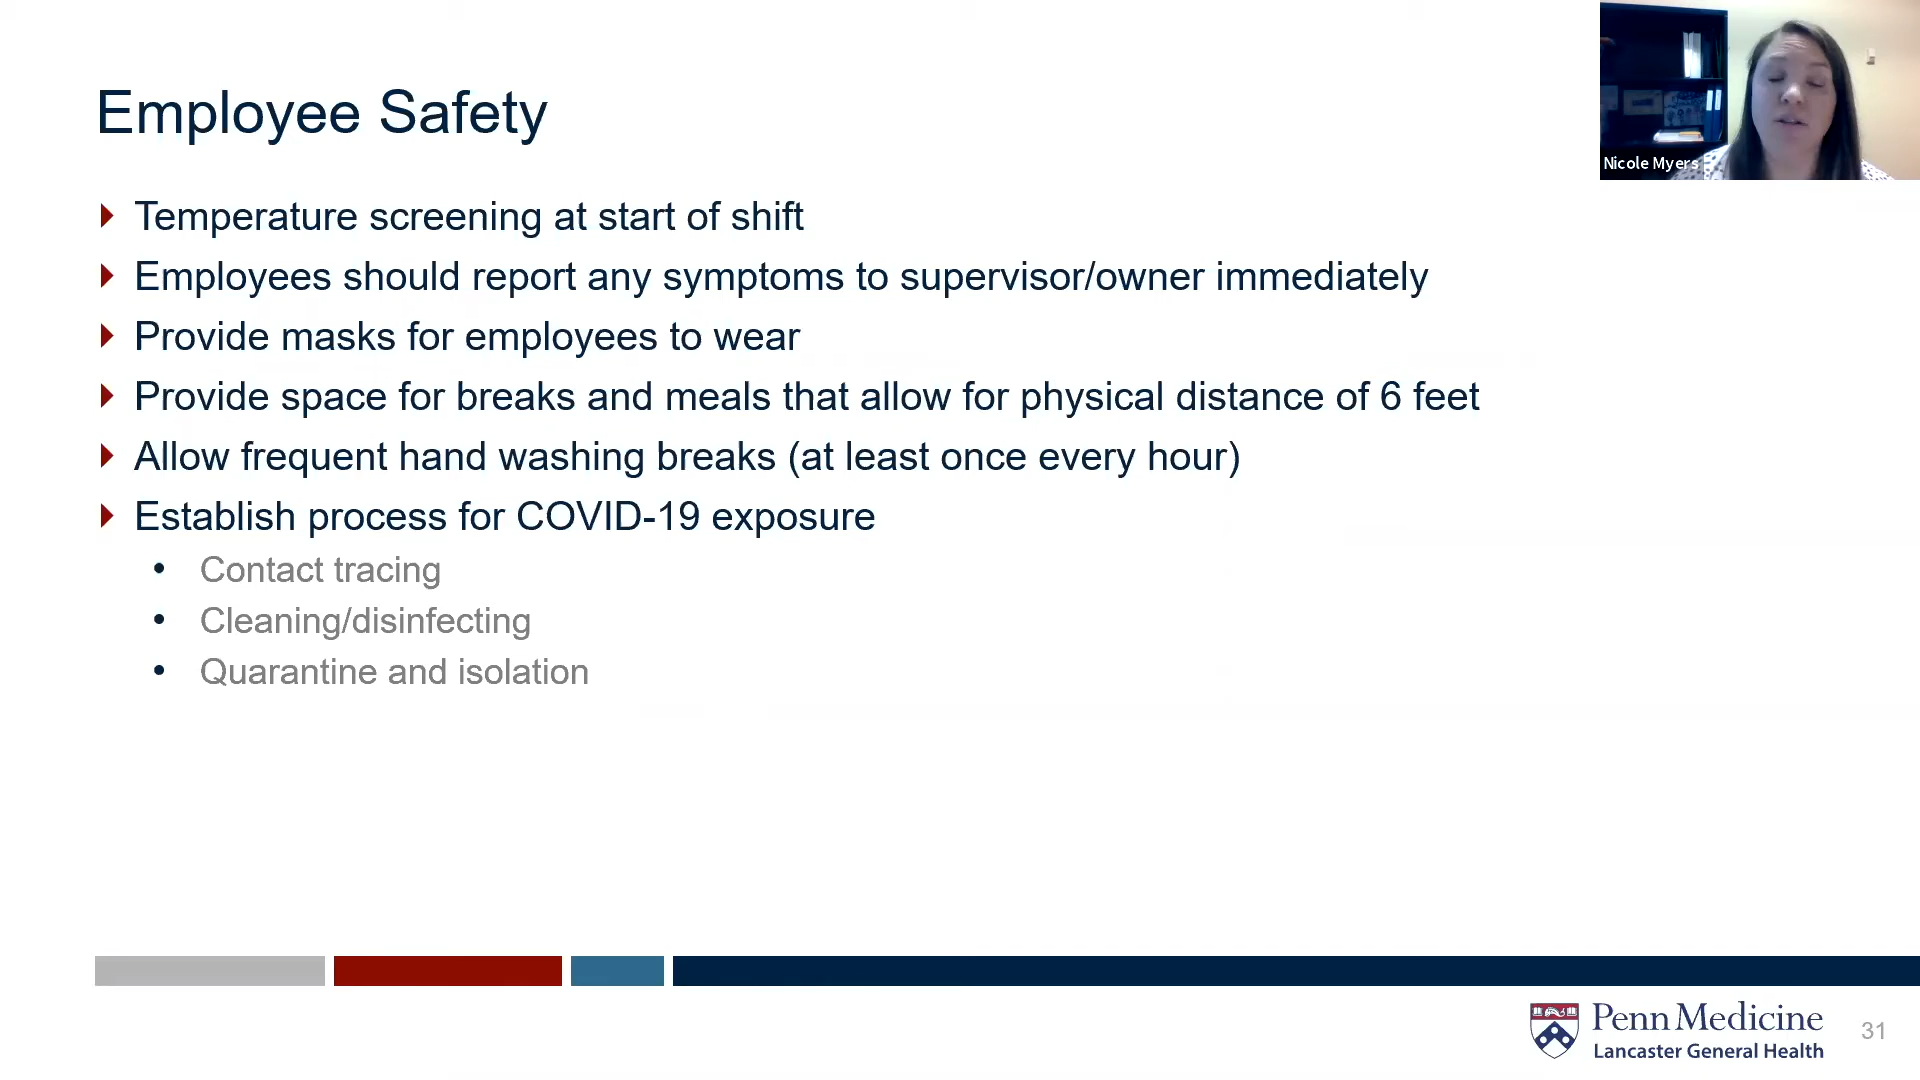 Employee Safety
Nicole Myers
Temperature screening at start of shift
Employees should report any symptoms to supervisor/owner immediately
Provide masks for employees to wear
Provide space for breaks and meals that allow for physical distance of 6 feet
Allow frequent hand washing breaks (at least once every hour)
Establish process for COVID-19 exposure
Contact tracing
Cleaning/disinfecting
Quarantine and isolation
Penn Medicine
Lancaster General Health
31